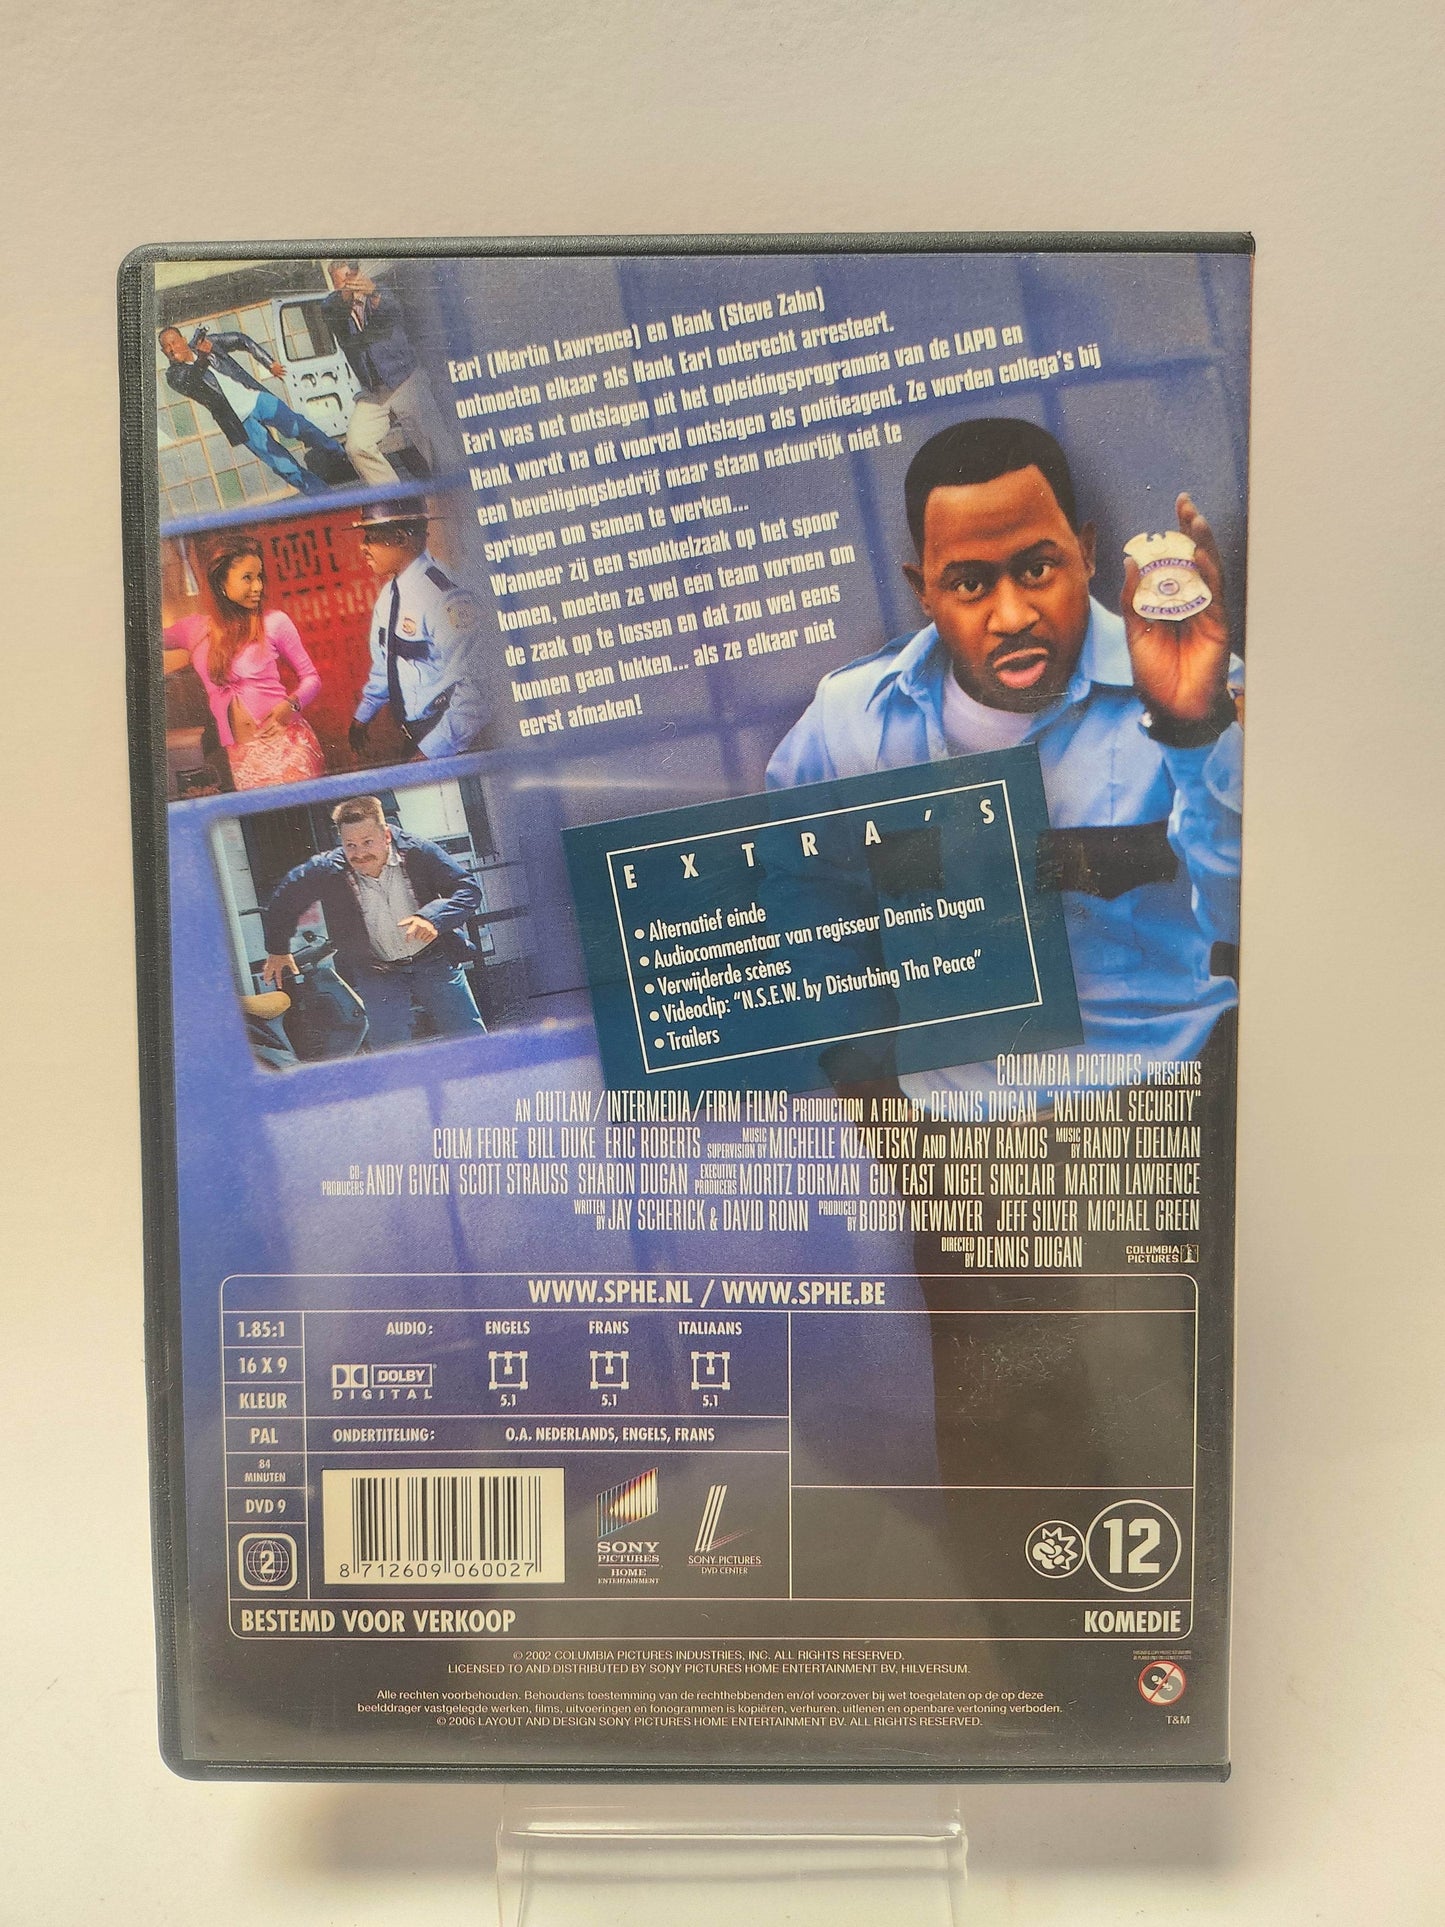 Earl (Martin Lawrence) en Hank (Steve Zahn)
ontmoeten elkaar als Hank Earl onterecht arresteert.
Earl was net ontslagen uit het opleidingsprogramma van de LAPD en
Hank wordt na dit voorval ontslagen als politieagent. Ze worden collega's bij
een beveiligingsbedrijf maar staan natuurlijk niet te
springen om samen te werken...
Wanneer zij een smokkelzaak op het spoor
komen, moeten ze wel een team vormen om
de zaak op te lossen en dat zou wel eens
kunnen gaan lukken... als ze elkaar niet
eerst afmaken!
NATIONAL
SECURITY
EXTRA'S
• Alternatief einde
• Audiocommentaar van regisseur Dennis Dugan
• Verwijderde scènes
• Videoclip: "N.S.E.W. by Disturbing Tha Peace"
• Trailers
COLUMBIA PICTURES PRESENTS
AN OUTLAW/INTERMEDIA/FIRM FILMS PRODUCTION A FILM BY DENNIS DUGAN "NATIONAL SECURITY"
COLM FEORE BILL DUKE ERIC ROBERTS MUSIC SUPERVISION BY MICHELLE KUZNETSKY AND MARY RAMOS MUSIC BY RANDY EDELMAN
CO-PRODUCERS ANDY GIVEN SCOTT STRAUSS SHARON DUGAN EXECUTIVE PRODUCERS MORITZ BORMAN GUY EAST NIGEL SINCLAIR MARTIN LAWRENCE
WRITTEN BY JAY SCHERICK & DAVID RONN PRODUCED BY BOBBY NEWMYER JEFF SILVER MICHAEL GREEN
DIRECTED BY DENNIS DUGAN COLUMBIA PICTURES
WWW.SPHE.NL / WWW.SPHE.BE
1.85:1
16 X 9
KLEUR
PAL
84 MINUTEN
DVD 9
2
AUDIO: ENGELS FRANS ITALIAANS
DOLBY DIGITAL 5.1 5.1 5.1
ONDERTITELING: O.A. NEDERLANDS, ENGELS, FRANS
8 712609 060027
SONY PICTURES HOME ENTERTAINMENT
SONY PICTURES DVD CENTER
12
BESTEMD VOOR VERKOOP KOMEDIE
© 2002 COLUMBIA PICTURES INDUSTRIES, INC. ALL RIGHTS RESERVED.
LICENSED TO AND DISTRIBUTED BY SONY PICTURES HOME ENTERTAINMENT BV, HILVERSUM.
Alle rechten voorbehouden. Behoudens toestemming van de rechthebbenden en/of voorzover bij wet toegelaten op de op deze
beelddrager vastgelegde werken, films, uitvoeringen en fonogrammen is kopiëren, verhuren, uitlenen en openbare vertoning verboden.
© 2006 LAYOUT AND DESIGN SONY PICTURES HOME ENTERTAINMENT BV. ALL RIGHTS RESERVED.
T&M